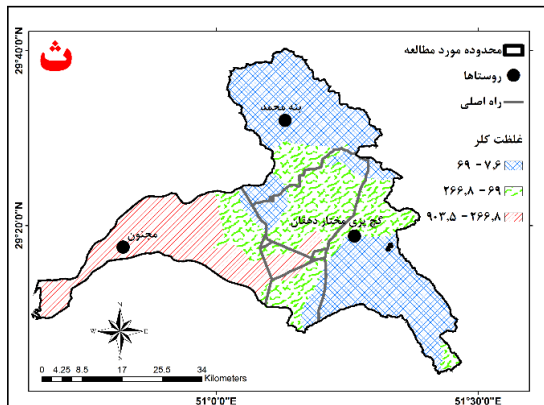 ث
29°40'0"N
29°20'0"N
51°0'0"E
51°30'0"E
محدوده مورد مطالعه
روستاها
راه اصلی
غلظت کلر
۷,۶ - ۶۹
۶۹ - ۲۶۶,۸
۲۶۶,۸ - ۹۰۳,۵
بنه محمد
گچ پزی مختار دهقان
مجنون
N
W E
S
0 4.25 8.5 17 25.5 34
Kilometers